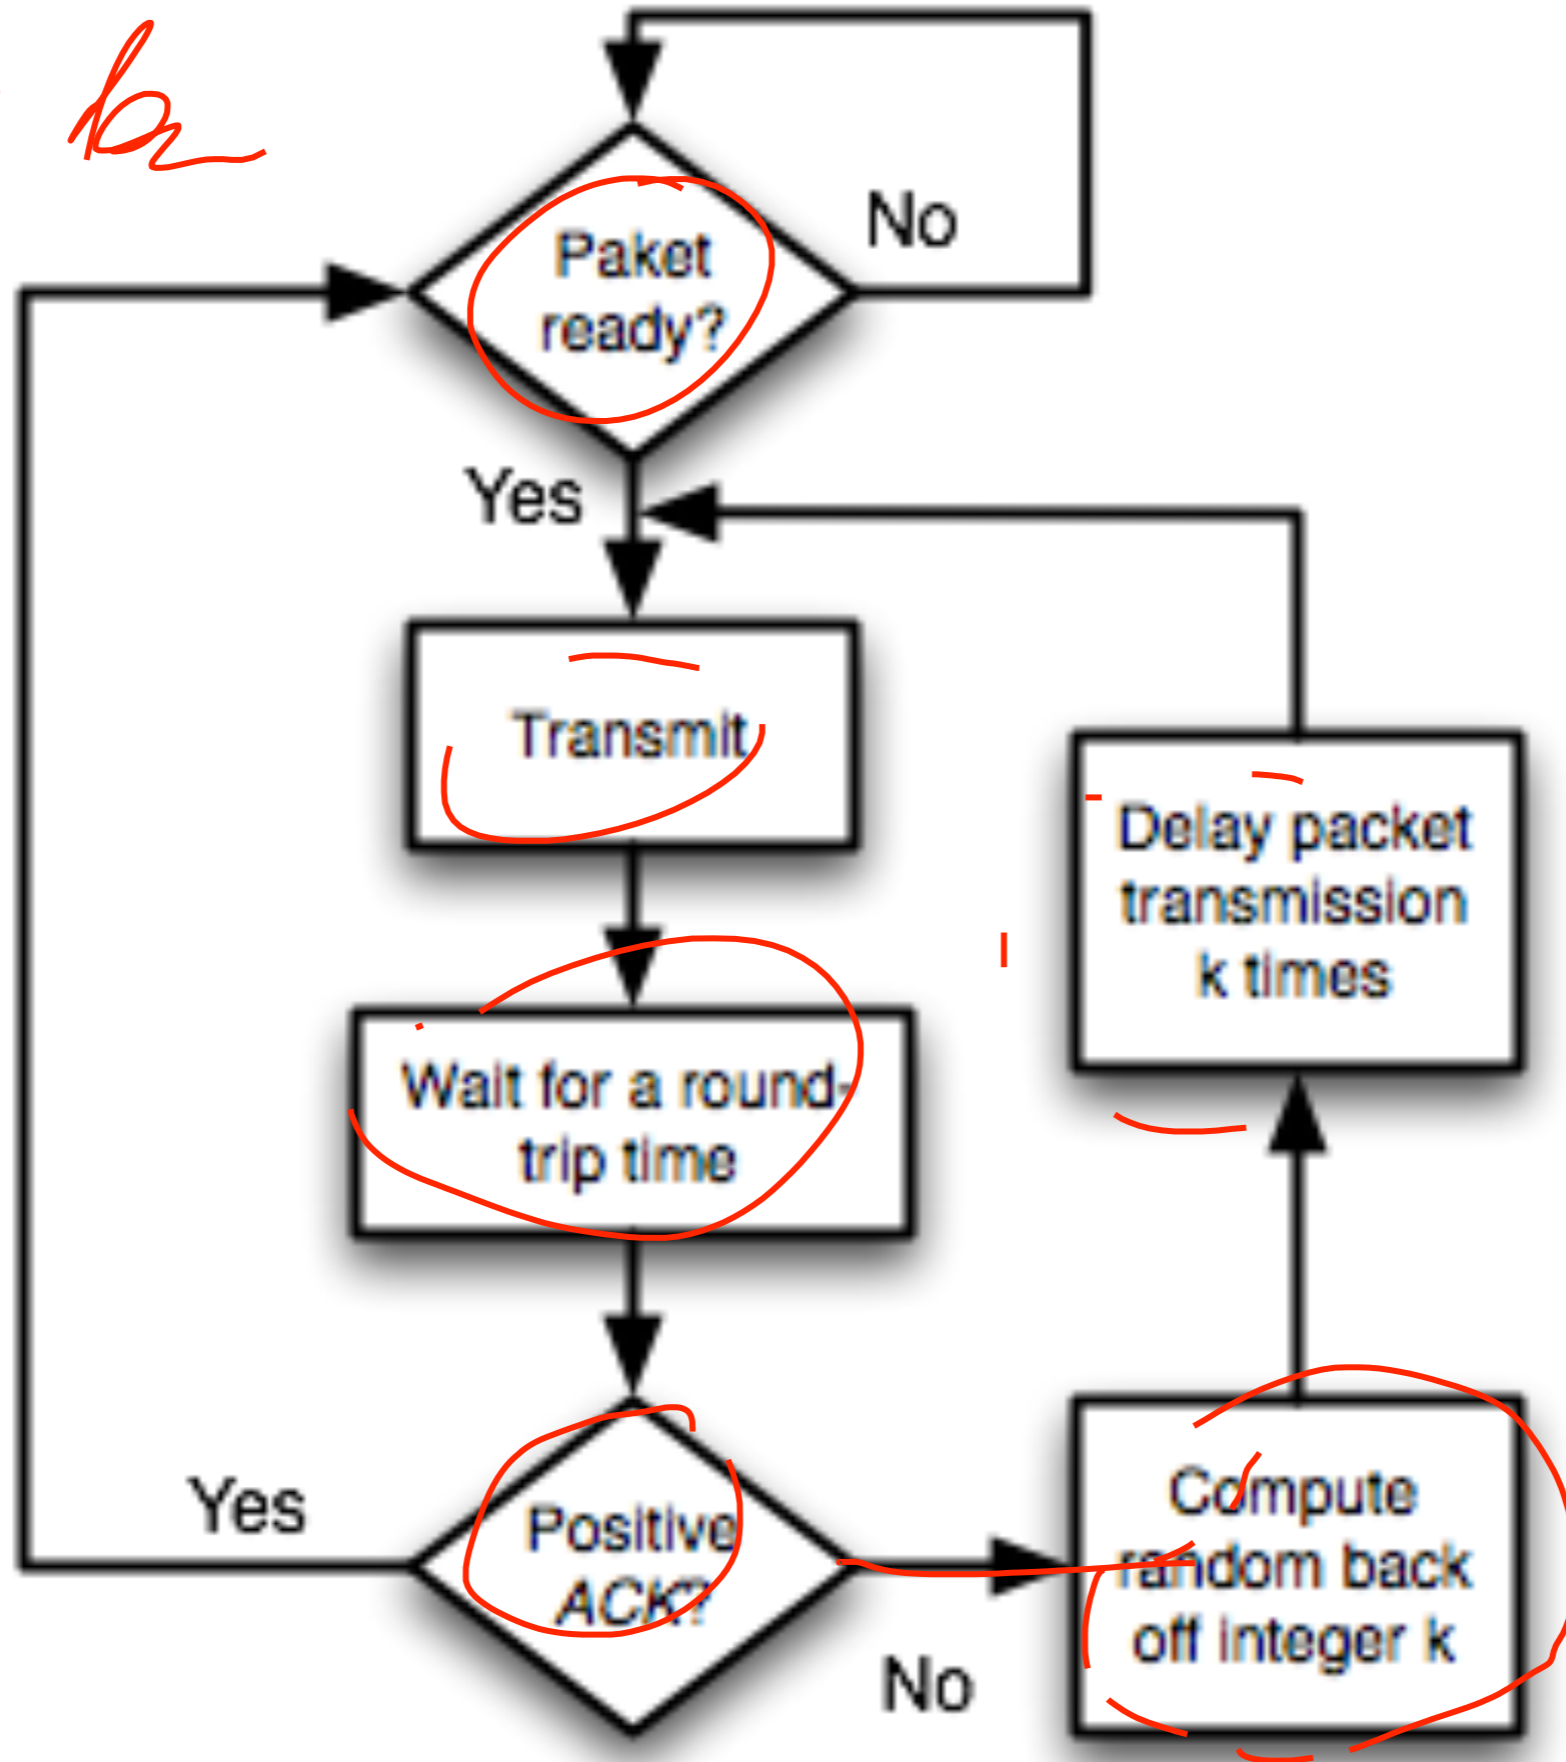 No
Paket
ready?
Yes
Transmit
Delay packet
transmission
k times
Wait for a round-
trip time
Yes
Positive
ACK?
No
Compute
random back
off integer k